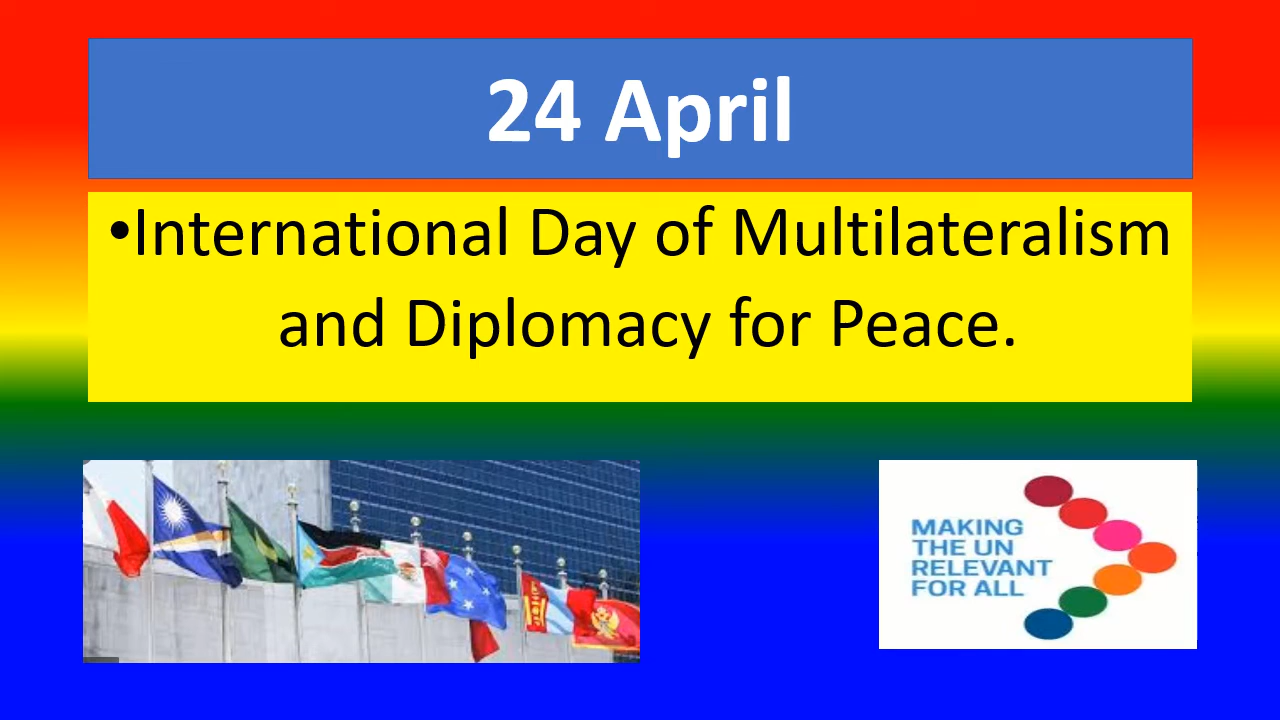 24 April
•International Day of Multilateralism
and Diplomacy for Peace.
MAKING
THE UN
RELEVANT
FOR ALL